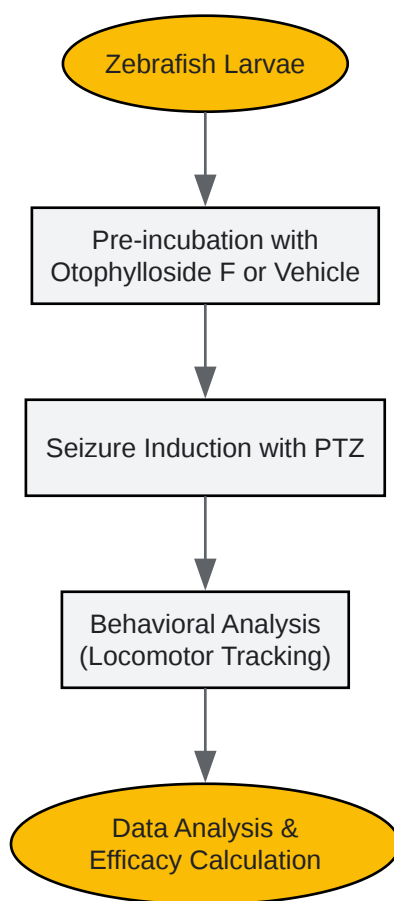 Zebrafish Larvae
Pre-incubation with
Otophylloside F or Vehicle
Seizure Induction with PTZ
Behavioral Analysis
(Locomotor Tracking)
Data Analysis &
Efficacy Calculation